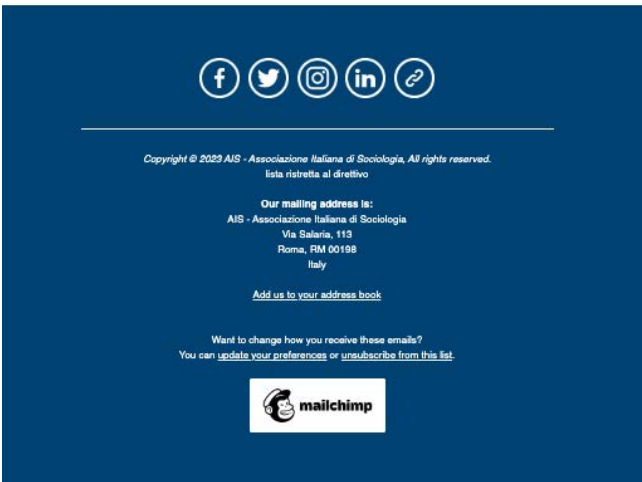 Copyright © 2023 AIS - Associazione Italiana di Sociologia, All rights reserved.
lista ristretta al direttivo
Our mailing address is:
AIS - Associazione Italiana di Sociologia
Via Salaria, 113
Roma, RM 00198
Italy
Add us to your address book
Want to change how you receive these emails?
You can update your preferences or unsubscribe from this list.
mailchimp